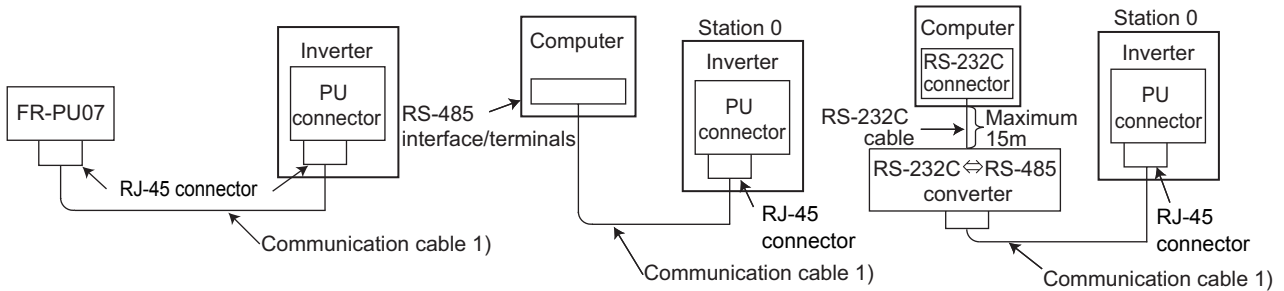 FR-PU07
Inverter
PU
connector
RJ-45 connector
Communication cable 1)
Computer
RS-485
interface/terminals
Station 0
Inverter
PU
connector
RJ-45
connector
Communication cable 1)
Computer
RS-232C
connector
RS-232C
cable
Maximum
15m
RS-232C⇔RS-485
converter
Station 0
Inverter
PU
connector
RJ-45
connector
Communication cable 1)